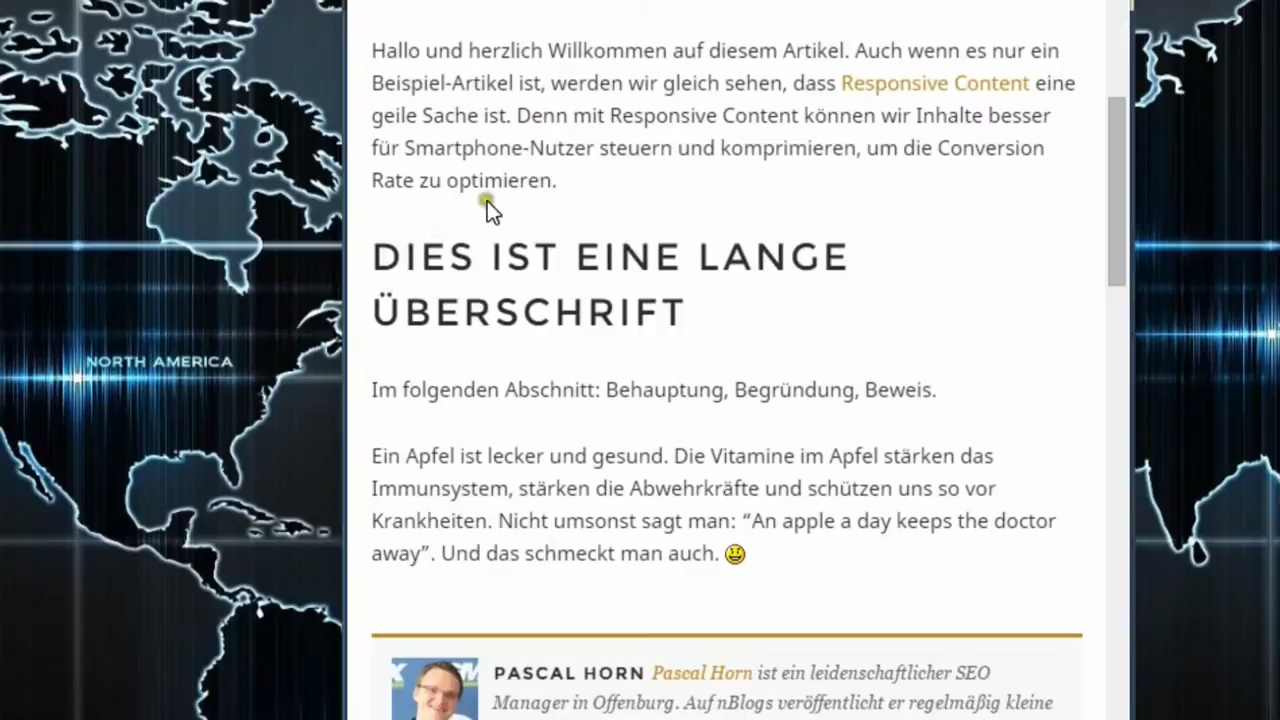 Hallo und herzlich Willkommen auf diesem Artikel. Auch wenn es nur ein
Beispiel-Artikel ist, werden wir gleich sehen, dass Responsive Content eine
geile Sache ist. Denn mit Responsive Content können wir Inhalte besser
für Smartphone-Nutzer steuern und komprimieren, um die Conversion
Rate zu optimieren.
DIES IST EINE LANGE
ÜBERSCHRIFT
NORTH AMERICA
Im folgenden Abschnitt: Behauptung, Begründung, Beweis.
Ein Apfel ist lecker und gesund. Die Vitamine im Apfel stärken das
Immunsystem, stärken die Abwehrkräfte und schützen uns so vor
Krankheiten. Nicht umsonst sagt man: “An apple a day keeps the doctor
away”. Und das schmeckt man auch.
PASCAL HORN Pascal Horn ist ein leidenschaftlicher SEO
Manager in Offenburg. Auf nBlogs veröffentlicht er regelmäßig kleine